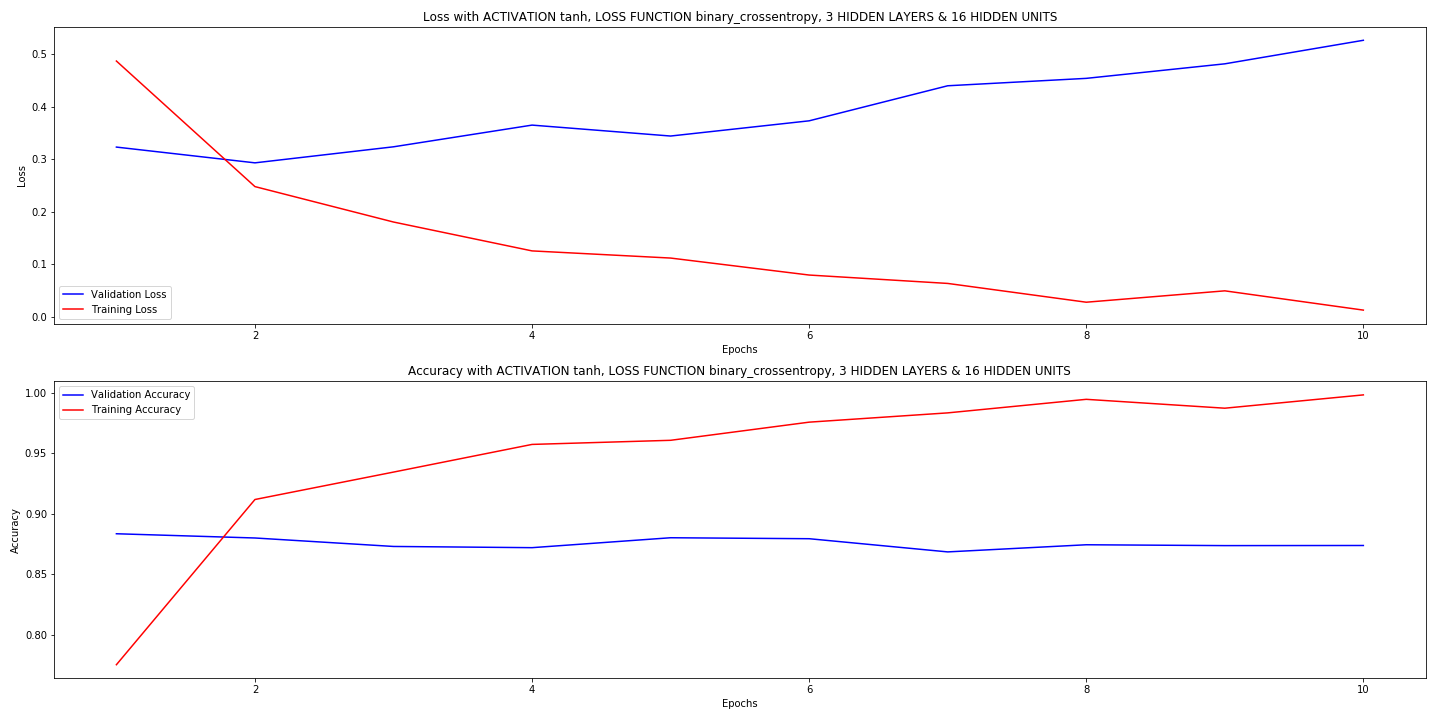 Loss with ACTIVATION tanh, LOSS FUNCTION binary_crossentropy, 3 HIDDEN LAYERS & 16 HIDDEN UNITS
0.5
0.4
0.3
0.2
0.1
0.0
Loss
Validation Loss
Training Loss
2 4 6 8 10
Epochs
Accuracy with ACTIVATION tanh, LOSS FUNCTION binary_crossentropy, 3 HIDDEN LAYERS & 16 HIDDEN UNITS
Validation Accuracy
Training Accuracy
1.00
0.95
0.90
0.85
0.80
Accuracy
2 4 6 8 10
Epochs